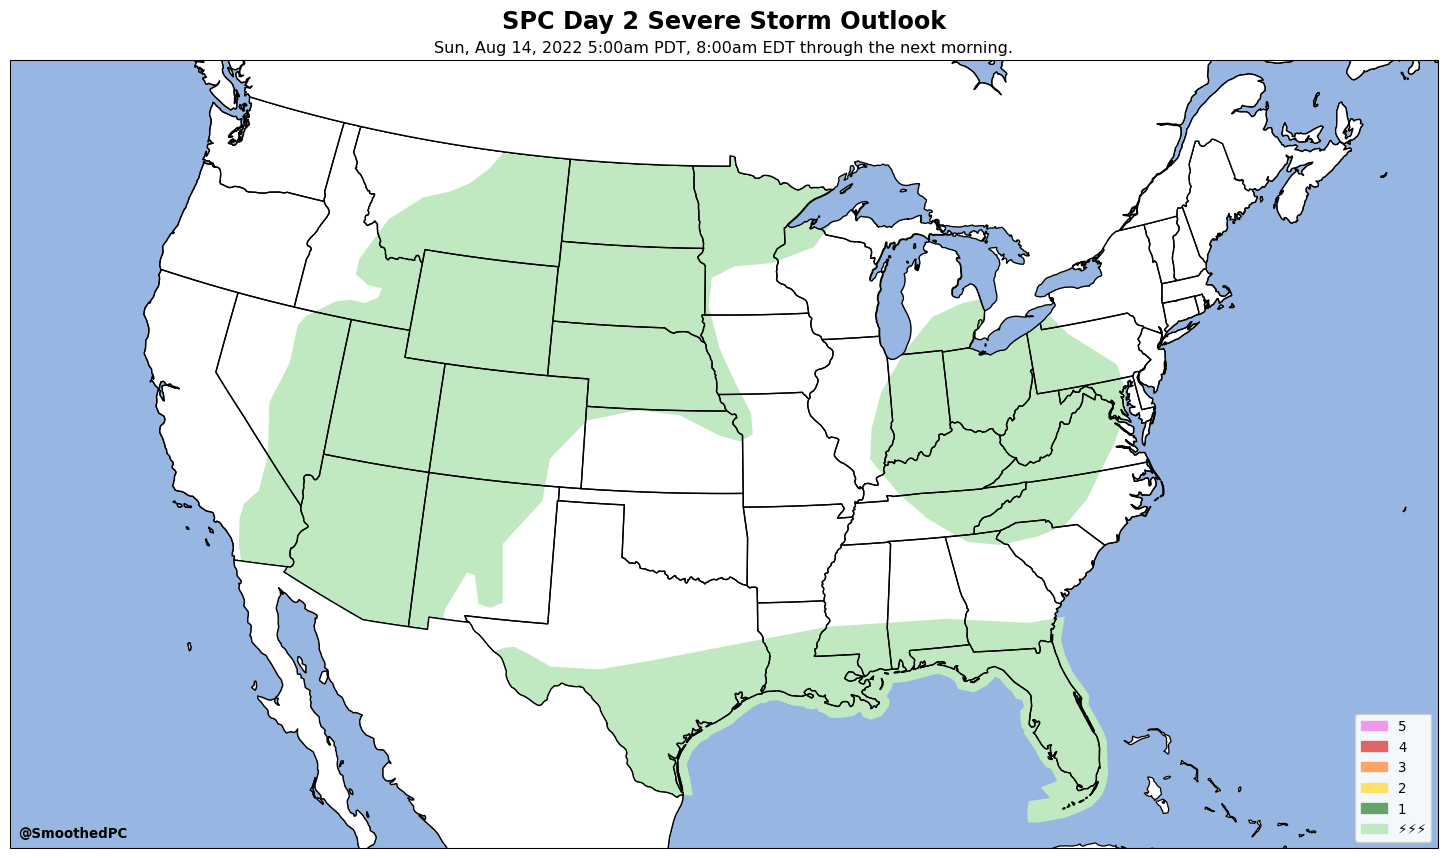 SPC Day 2 Severe Storm Outlook
Sun, Aug 14, 2022 5:00am PDT, 8:00am EDT through the next morning.
5
4
3
2
1
⚡⚡⚡
@SmoothedPC